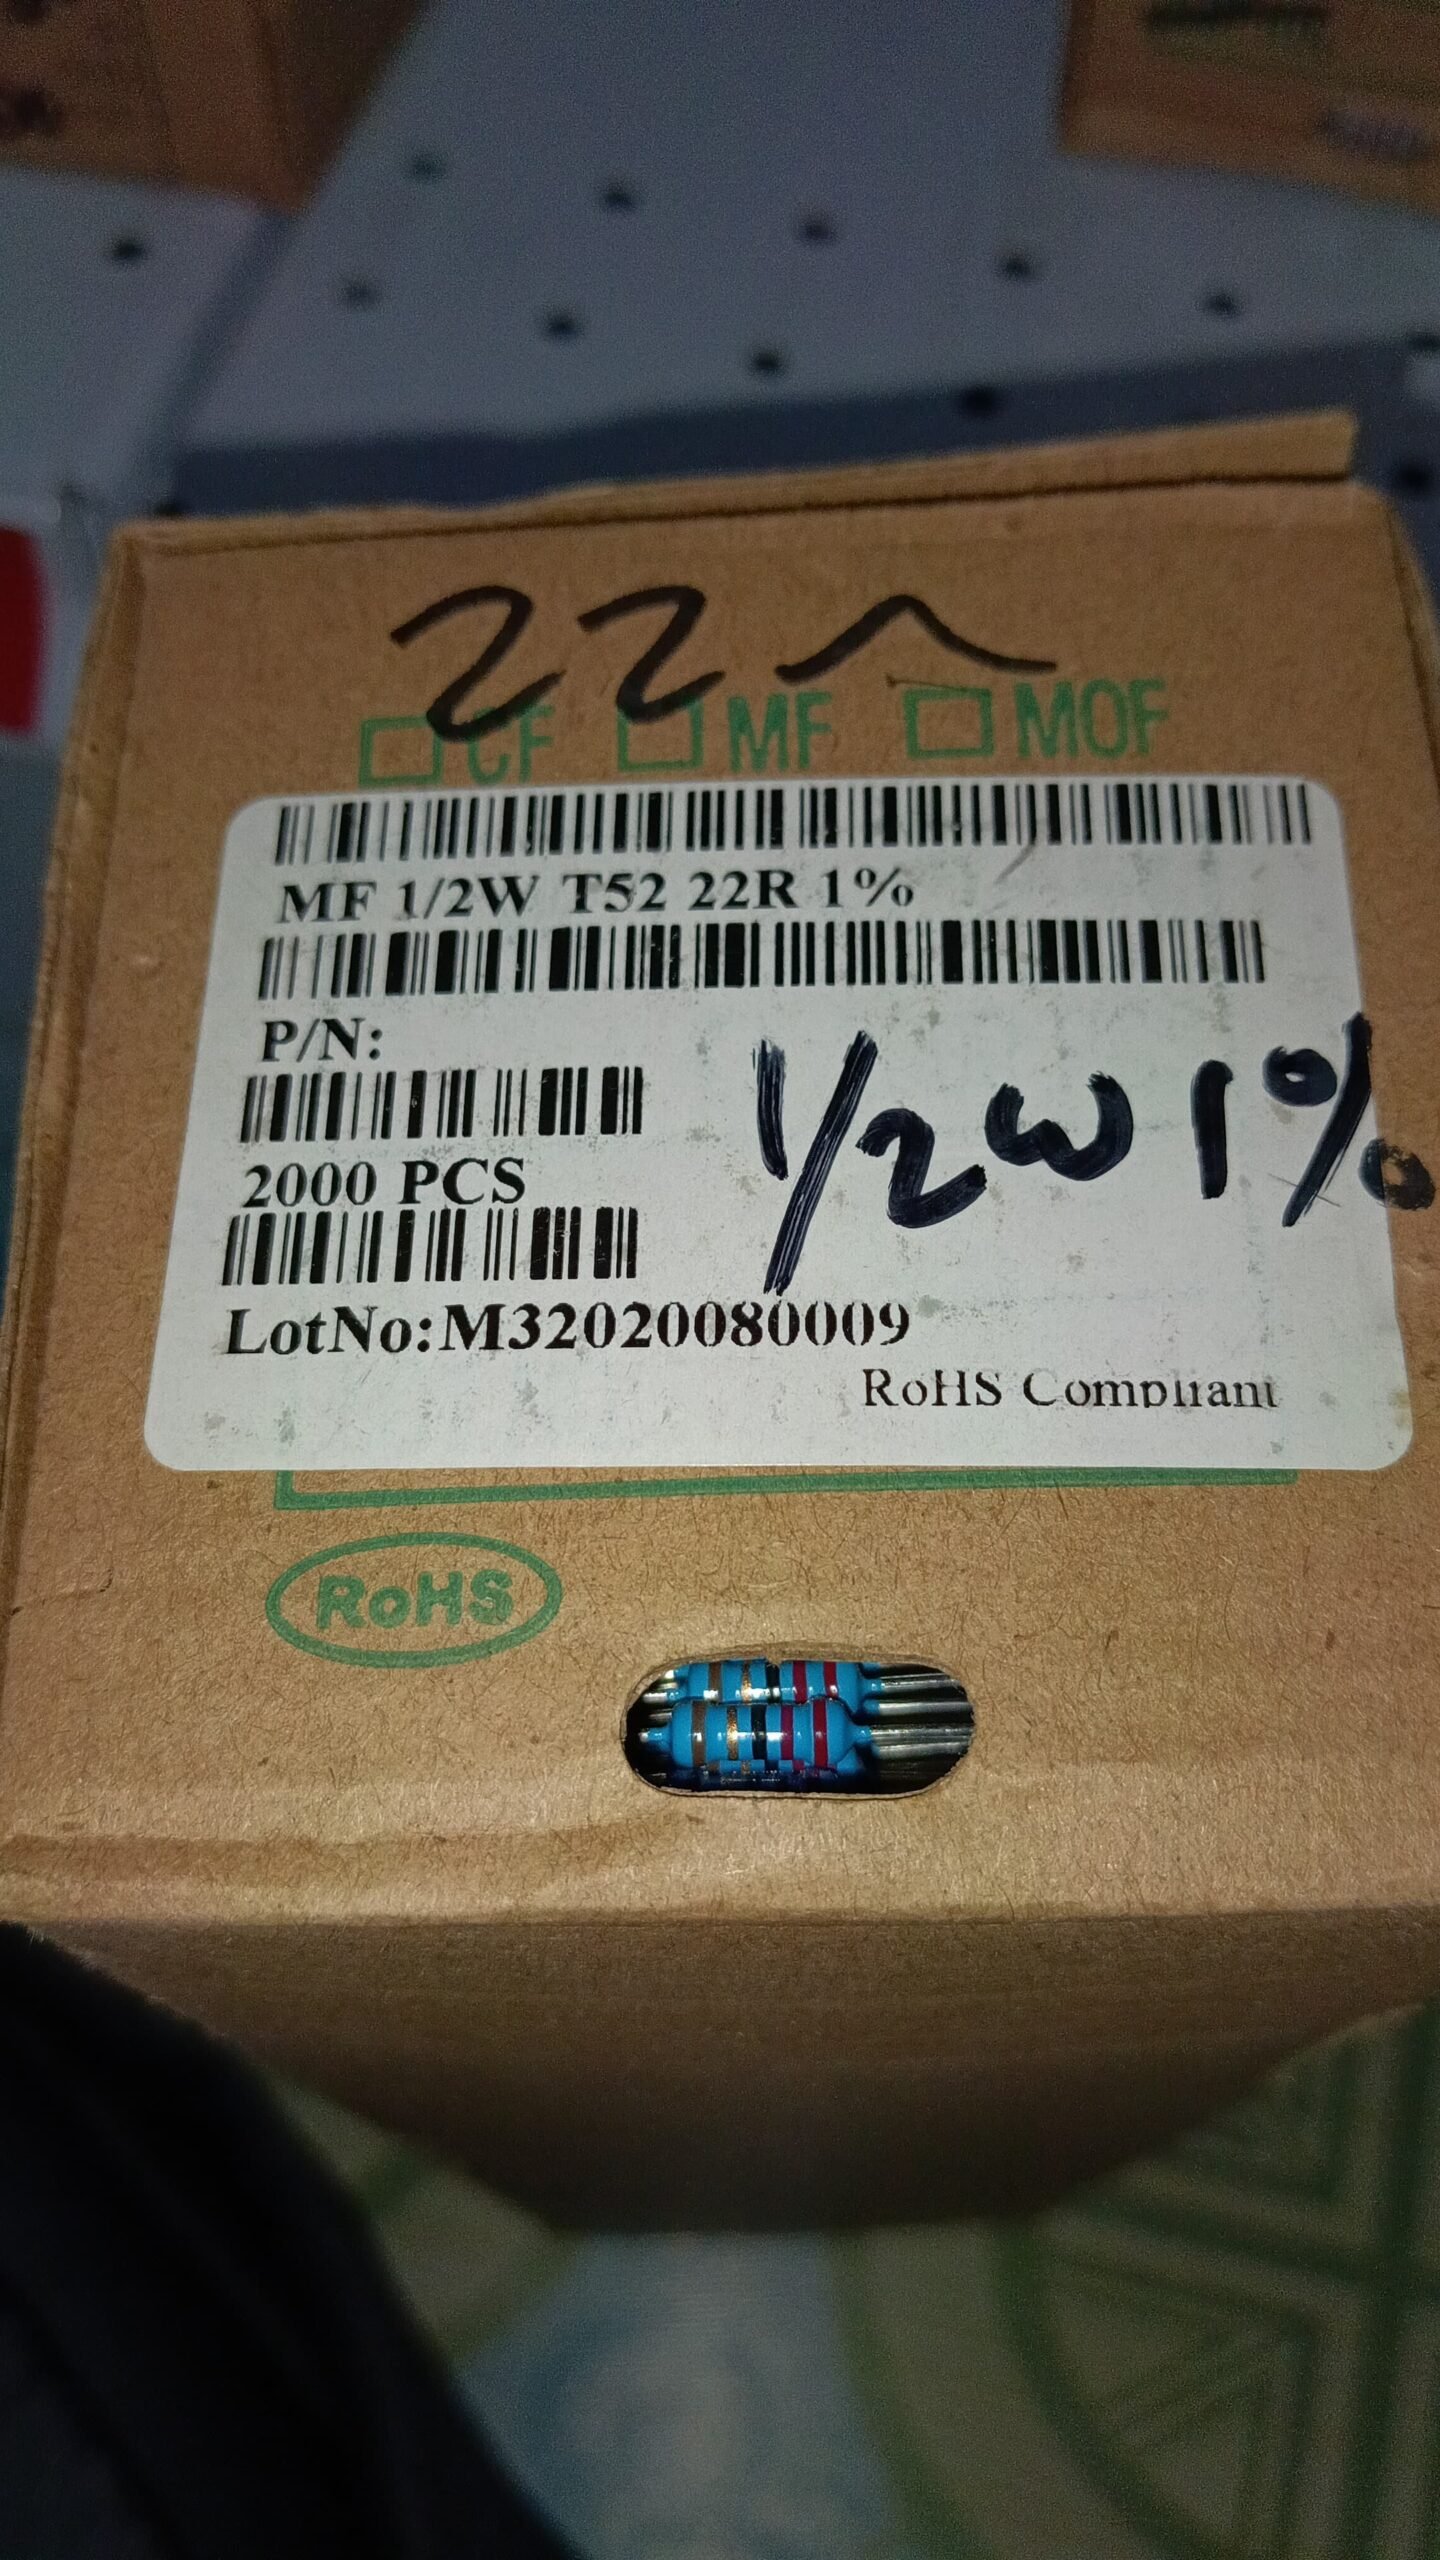 22
CF MF MOF
MF 1/2W T52 22R 1%
P/N:
1/2W 1%
2000 PCS
LotNo:M32020080009
RoHS Compliant
RoHS